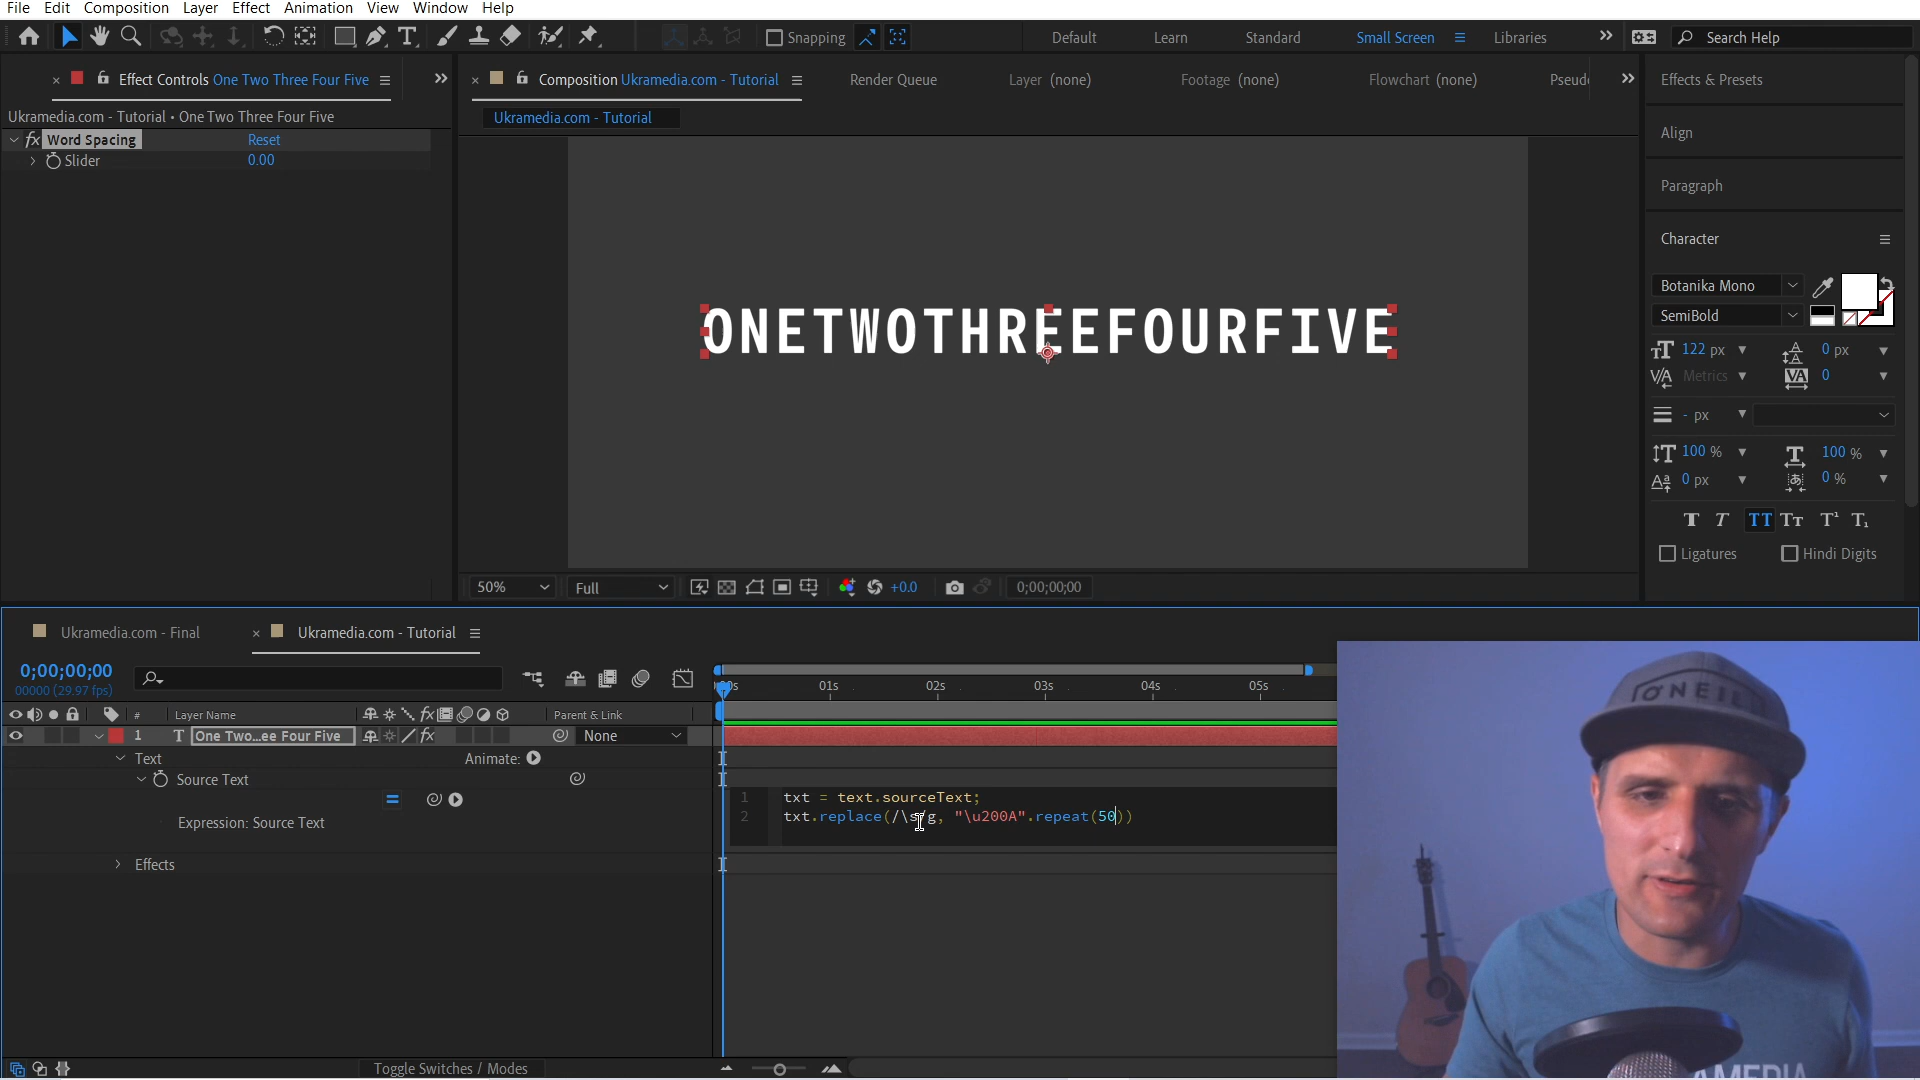 File Edit Composition Layer Effect Animation View Window Help
Snapping Default Learn Standard Small Screen Libraries Search Help
Effect Controls One Two Three Four Five
Composition Ukramedia.com - Tutorial Render Queue Layer (none) Footage (none) Flowchart (none)
Effects & Presets
Ukramedia.com - Tutorial • One Two Three Four Five
Ukramedia.com - Tutorial
Align
fx Word Spacing Reset
Slider 0.00
Paragraph
Character
Botanika Mono
SemiBold
ONETWOTHREEFOURFIVE
122 px 0 px
Metrics 0
- px
100 % 100 %
0 px 0 %
Ligatures Hindi Digits
50% Full +0.0 0;00;00;00
Ukramedia.com - Final Ukramedia.com - Tutorial
0;00;00;00
00000 (29.97 fps)
01s 02s 03s 04s 05s
# Layer Name Parent & Link
1 T One Two...ee Four Five None
Text Animate:
Source Text
1 txt = text.sourceText;
2 txt.replace(/\s/g, "\u200A".repeat(50))
Expression: Source Text
Effects
Toggle Switches / Modes
O'NEILL